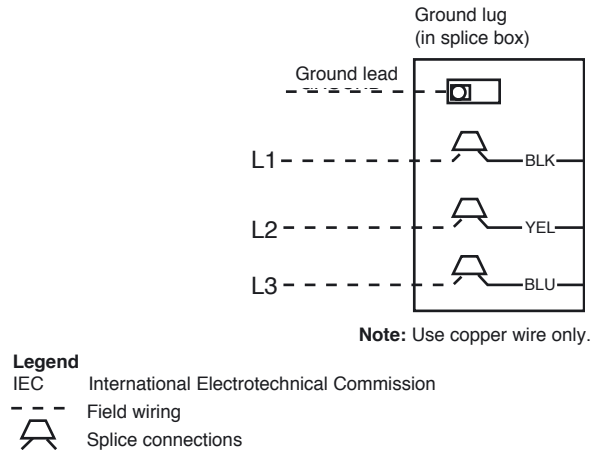 Ground lug
(in splice box)
Ground lead
L1
BLK
L2
YEL
L3
BLU
Note: Use copper wire only.
Legend
IEC International Electrotechnical Commission
Field wiring
Splice connections